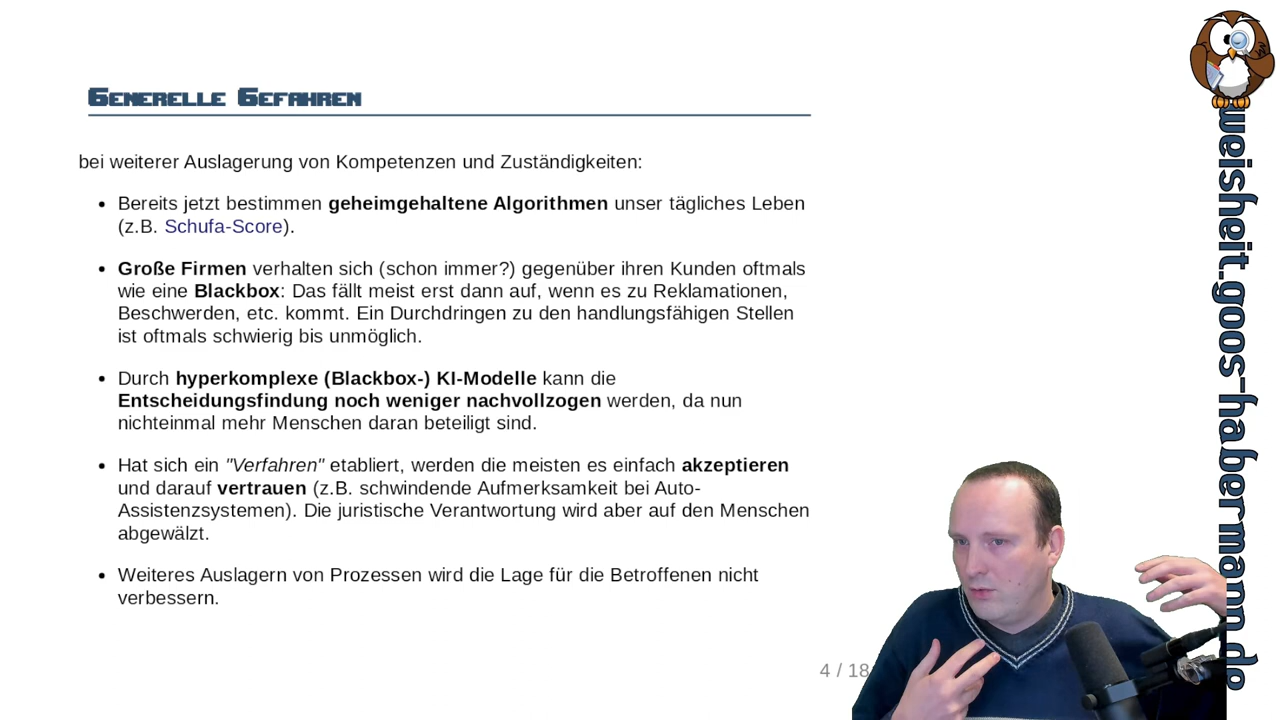 Generelle Gefahren
bei weiterer Auslagerung von Kompetenzen und Zuständigkeiten:
• Bereits jetzt bestimmen geheimgehaltene Algorithmen unser tägliches Leben
(z.B. Schufa-Score).
• Große Firmen verhalten sich (schon immer?) gegenüber ihren Kunden oftmals
wie eine Blackbox: Das fällt meist erst dann auf, wenn es zu Reklamationen,
Beschwerden, etc. kommt. Ein Durchdringen zu den handlungsfähigen Stellen
ist oftmals schwierig bis unmöglich.
• Durch hyperkomplexe (Blackbox-) KI-Modelle kann die
Entscheidungsfindung noch weniger nachvollzogen werden, da nun
nichteinmal mehr Menschen daran beteiligt sind.
• Hat sich ein "Verfahren" etabliert, werden die meisten es einfach akzeptieren
und darauf vertrauen (z.B. schwindende Aufmerksamkeit bei Auto-
Assistenzsystemen). Die juristische Verantwortung wird aber auf den Menschen
abgewälzt.
• Weiteres Auslagern von Prozessen wird die Lage für die Betroffenen nicht
verbessern.
4 / 18
weisheit.goos-habermann.de